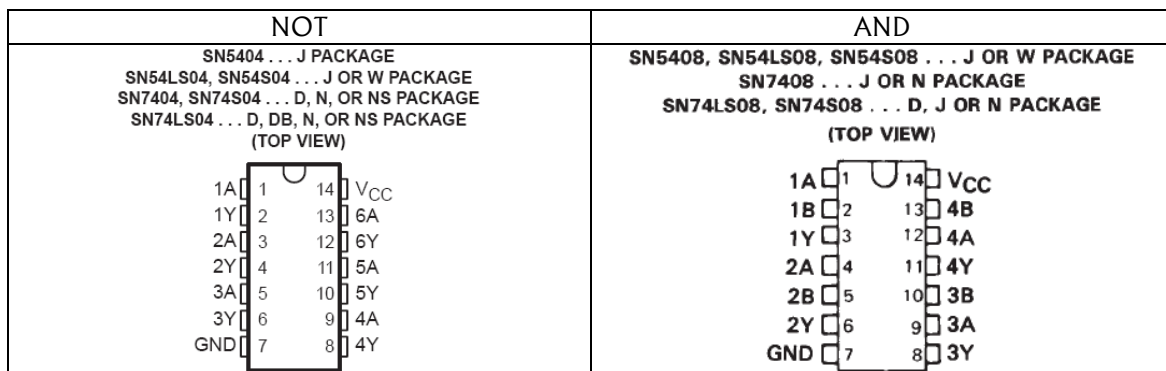 NOT
SN5404 . . . J PACKAGE
SN54LS04, SN54S04 . . . J OR W PACKAGE
SN7404, SN74S04 . . . D, N, OR NS PACKAGE
SN74LS04 . . . D, DB, N, OR NS PACKAGE
(TOP VIEW)
1A 1 14 VCC
1Y 2 13 6A
2A 3 12 6Y
2Y 4 11 5A
3A 5 10 5Y
3Y 6 9 4A
GND 7 8 4Y
AND
SN5408, SN54LS08, SN54S08 . . . J OR W PACKAGE
SN7408 . . . J OR N PACKAGE
SN74LS08, SN74S08 . . . D, J OR N PACKAGE
(TOP VIEW)
1A 1 14 VCC
1B 2 13 4B
1Y 3 12 4A
2A 4 11 4Y
2B 5 10 3B
2Y 6 9 3A
GND 7 8 3Y